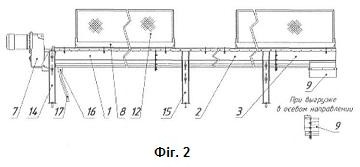 7 14 17 16 1 8 12 15 2 3 9
При выгрузке
в осевом направлении
9
Фіг. 2